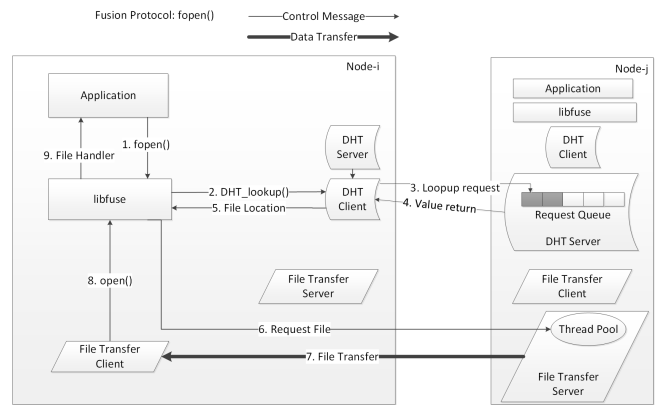 Fusion Protocol: fopen()
Control Message
Data Transfer
Node-i
Application
9. File Handler
1. fopen()
libfuse
DHT
Server
2. DHT_lookup()
5. File Location
DHT
Client
8. open()
File Transfer
Server
6. Request File
7. File Transfer
File Transfer
Client
Node-j
Application
libfuse
DHT
Client
3. Loopup request
4. Value return
Request Queue
DHT Server
File Transfer
Client
Thread Pool
File Transfer
Server